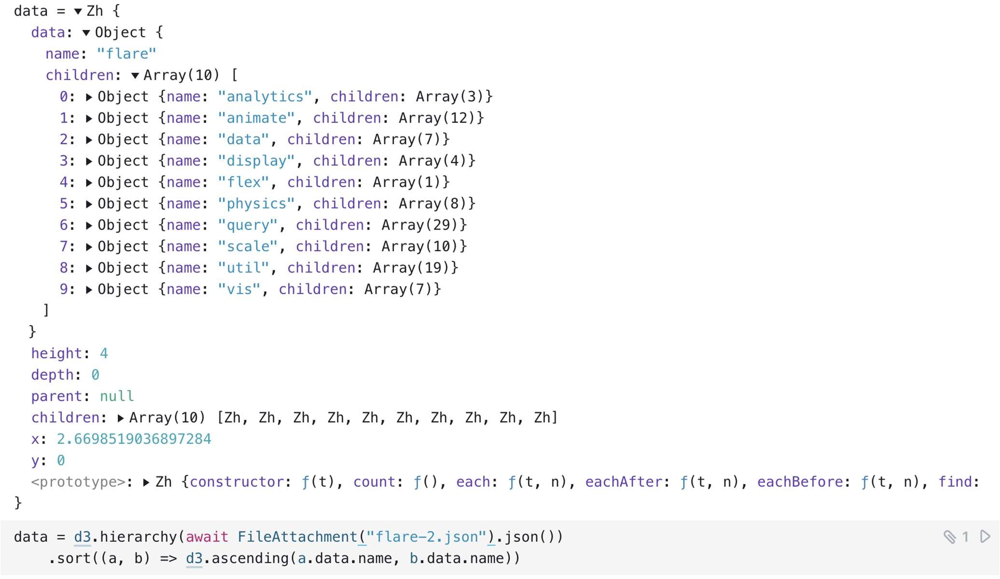 data = ▼ Zh {
data: ▼ Object {
name: "flare"
children: ▼ Array(10) [
0: ▶ Object {name: "analytics", children: Array(3)}
1: ▶ Object {name: "animate", children: Array(12)}
2: ▶ Object {name: "data", children: Array(7)}
3: ▶ Object {name: "display", children: Array(4)}
4: ▶ Object {name: "flex", children: Array(1)}
5: ▶ Object {name: "physics", children: Array(8)}
6: ▶ Object {name: "query", children: Array(29)}
7: ▶ Object {name: "scale", children: Array(10)}
8: ▶ Object {name: "util", children: Array(19)}
9: ▶ Object {name: "vis", children: Array(7)}
]
}
height: 4
depth: 0
parent: null
children: ▶ Array(10) [Zh, Zh, Zh, Zh, Zh, Zh, Zh, Zh, Zh, Zh]
x: 2.6698519036897284
y: 0
<prototype>: ▶ Zh {constructor: ƒ(t), count: ƒ(), each: ƒ(t, n), eachAfter: ƒ(t, n), eachBefore: ƒ(t, n), find:
}
data = d3.hierarchy(await FileAttachment("flare-2.json").json())
1
.sort((a, b) => d3.ascending(a.data.name, b.data.name))